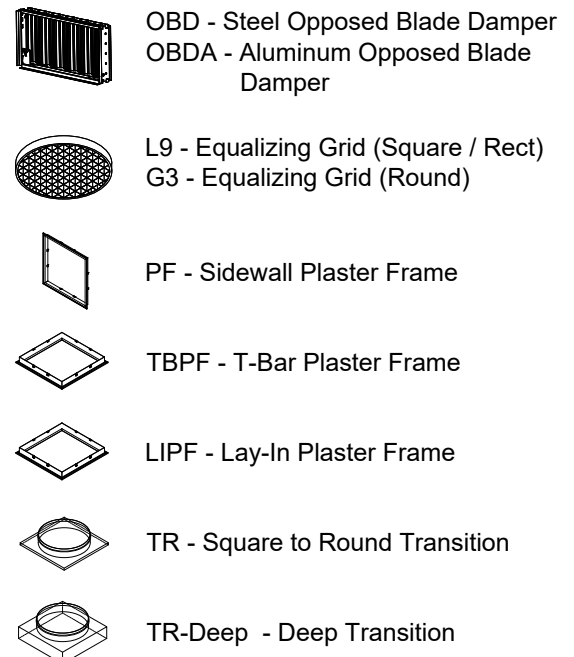 OBD - Steel Opposed Blade Damper
OBDA - Aluminum Opposed Blade
Damper
L9 - Equalizing Grid (Square / Rect)
G3 - Equalizing Grid (Round)
PF - Sidewall Plaster Frame
TBPF - T-Bar Plaster Frame
LIPF - Lay-In Plaster Frame
TR - Square to Round Transition
TR-Deep - Deep Transition